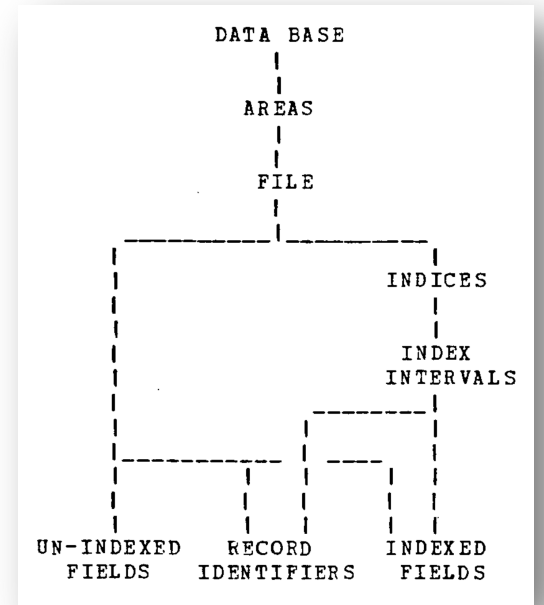 DATA BASE
AREAS
FILE
INDICES
INDEX
INTERVALS
UN-INDEXED RECORD INDEXED
FIELDS IDENTIFIERS FIELDS